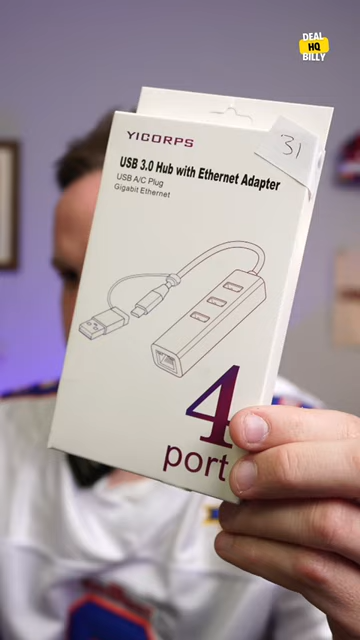 DEAL
HQ
BILLY
YICORPS
31
USB 3.0 Hub with Ethernet Adapter
USB A/C Plug
Gigabit Ethernet
4
port